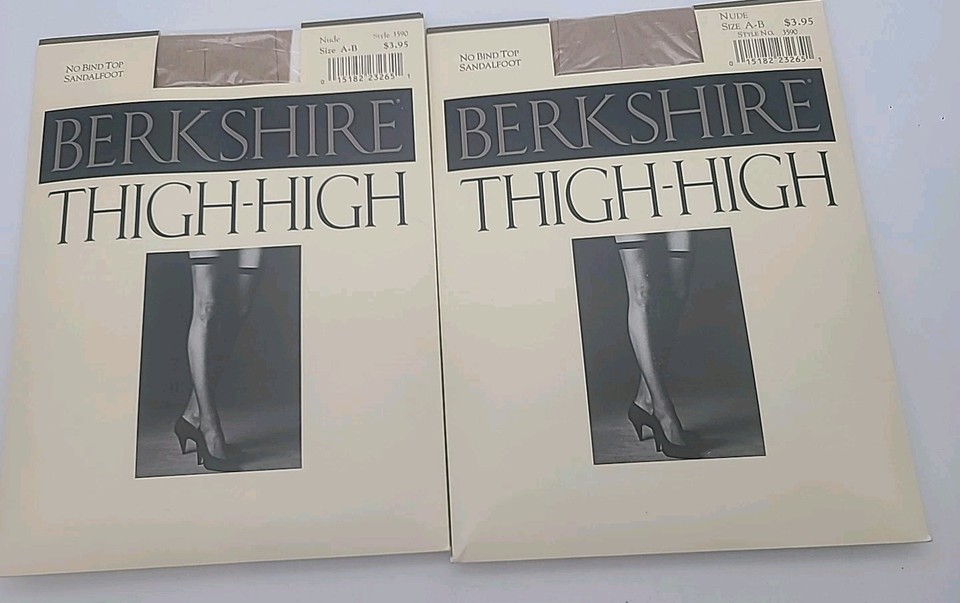 Nude Style 1590
Size A-B $3.95
0 15182 23265 1
NO BIND TOP
SANDALFOOT
BERKSHIRE
THIGH-HIGH
NUDE $3.95
SIZE A-B
STYLE NO. 3590
0 15182 23265 1
NO BIND TOP
SANDALFOOT
BERKSHIRE
THIGH-HIGH